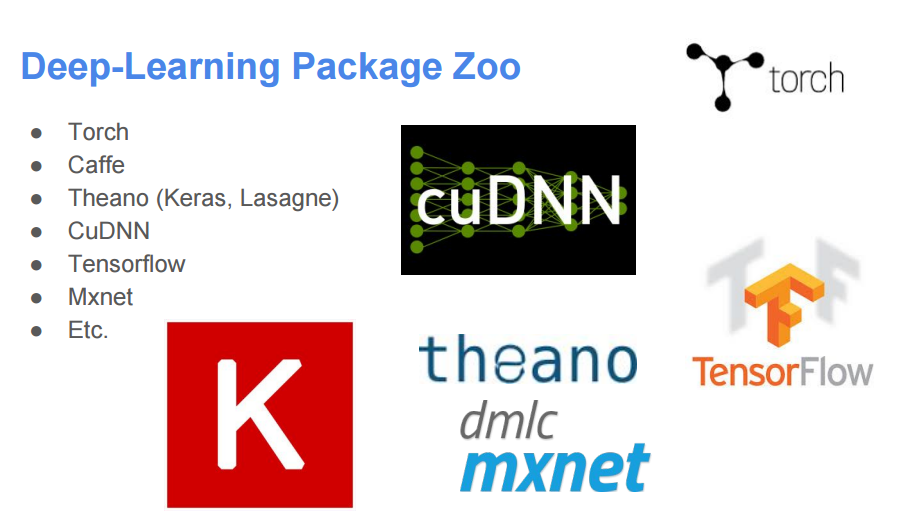 Deep-Learning Package Zoo
● Torch
● Caffe
● Theano (Keras, Lasagne)
● CuDNN
● Tensorflow
● Mxnet
● Etc.
torch
cuDNN
TF
TensorFlow
K
theano
dmlc
mxnet